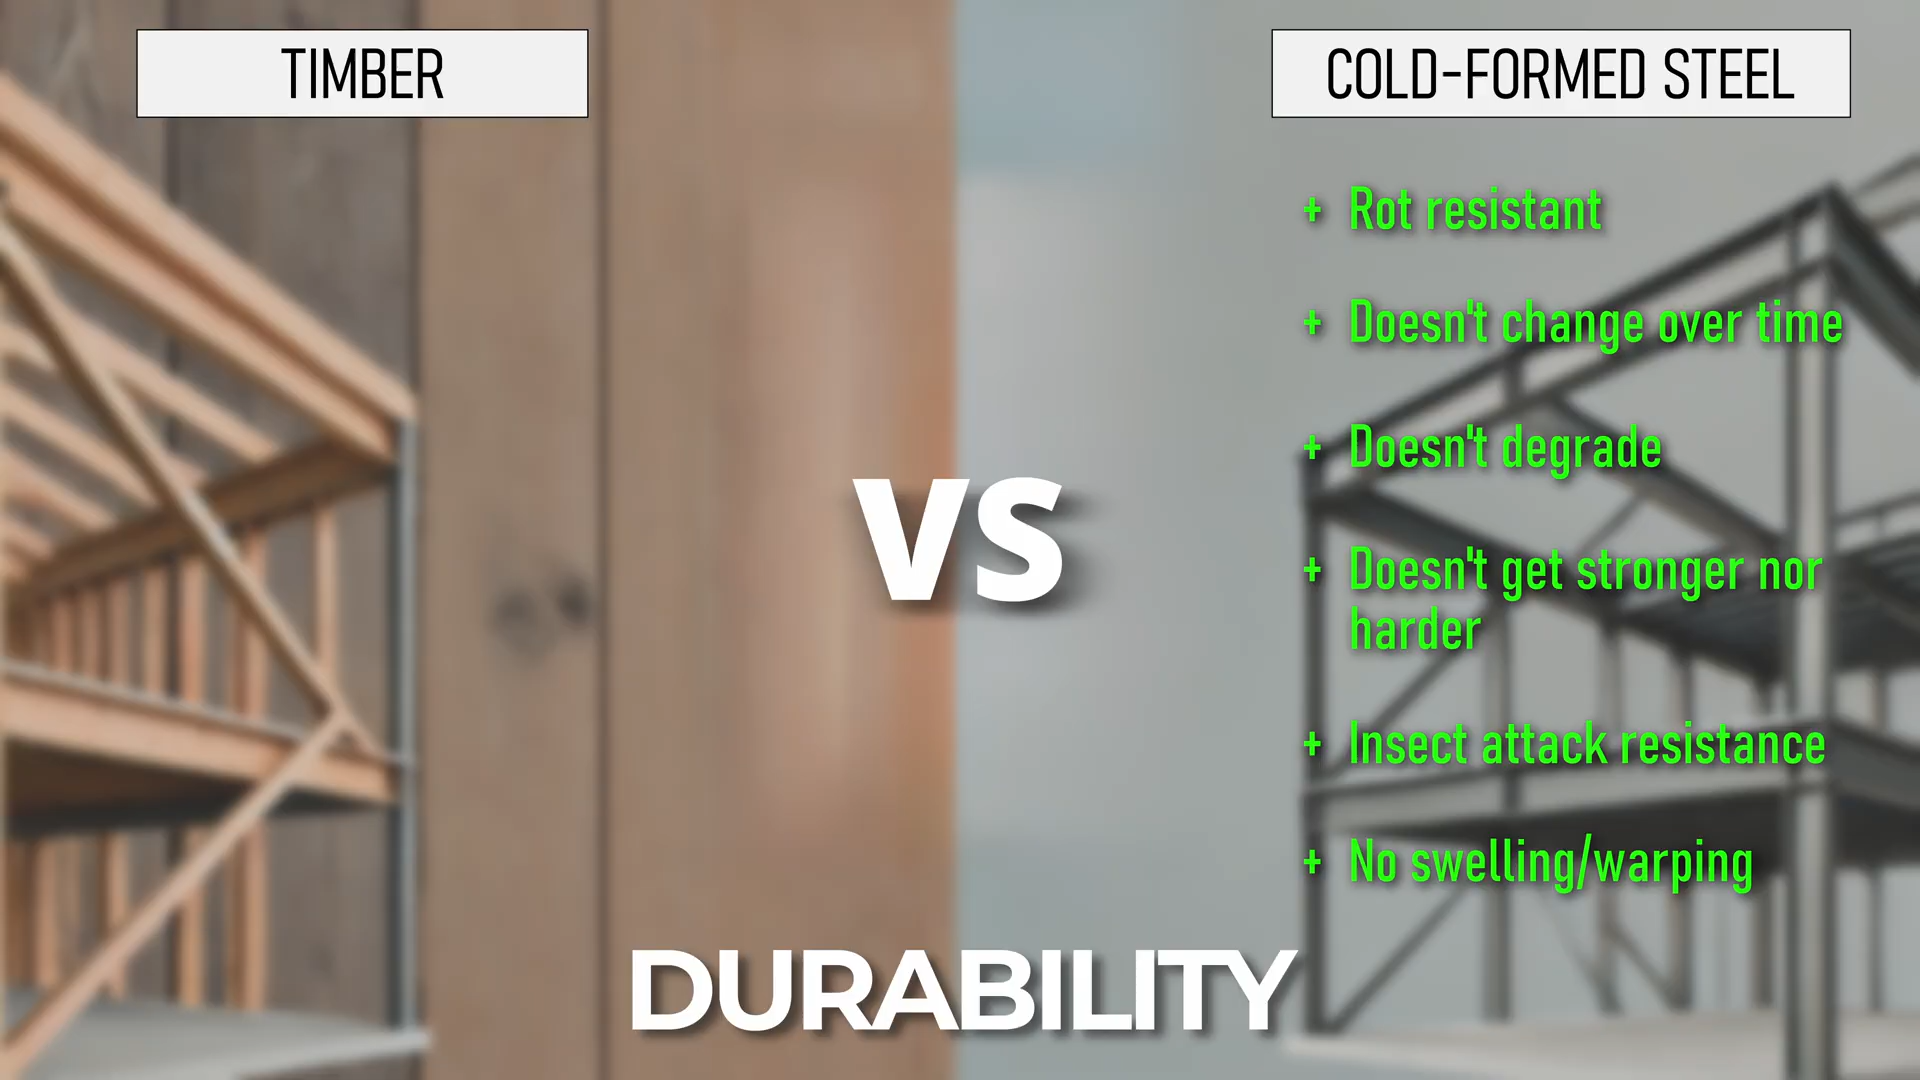 TIMBER
COLD-FORMED STEEL
+ Rot resistant
+ Doesn't change over time
+ Doesn't degrade
+ Doesn't get stronger nor
harder
+ Insect attack resistance
+ No swelling/warping
VS
DURABILITY